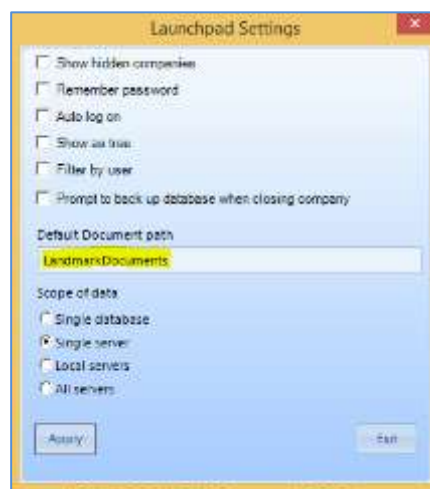 Launchpad Settings
Show hidden companies
Remember password
Auto log on
Show as tree
Filter by user
Prompt to back up database when closing company
Default Document path
LandmarkDocuments
Scope of data
Single database
Single server
Local servers
All servers
Apply
Exit